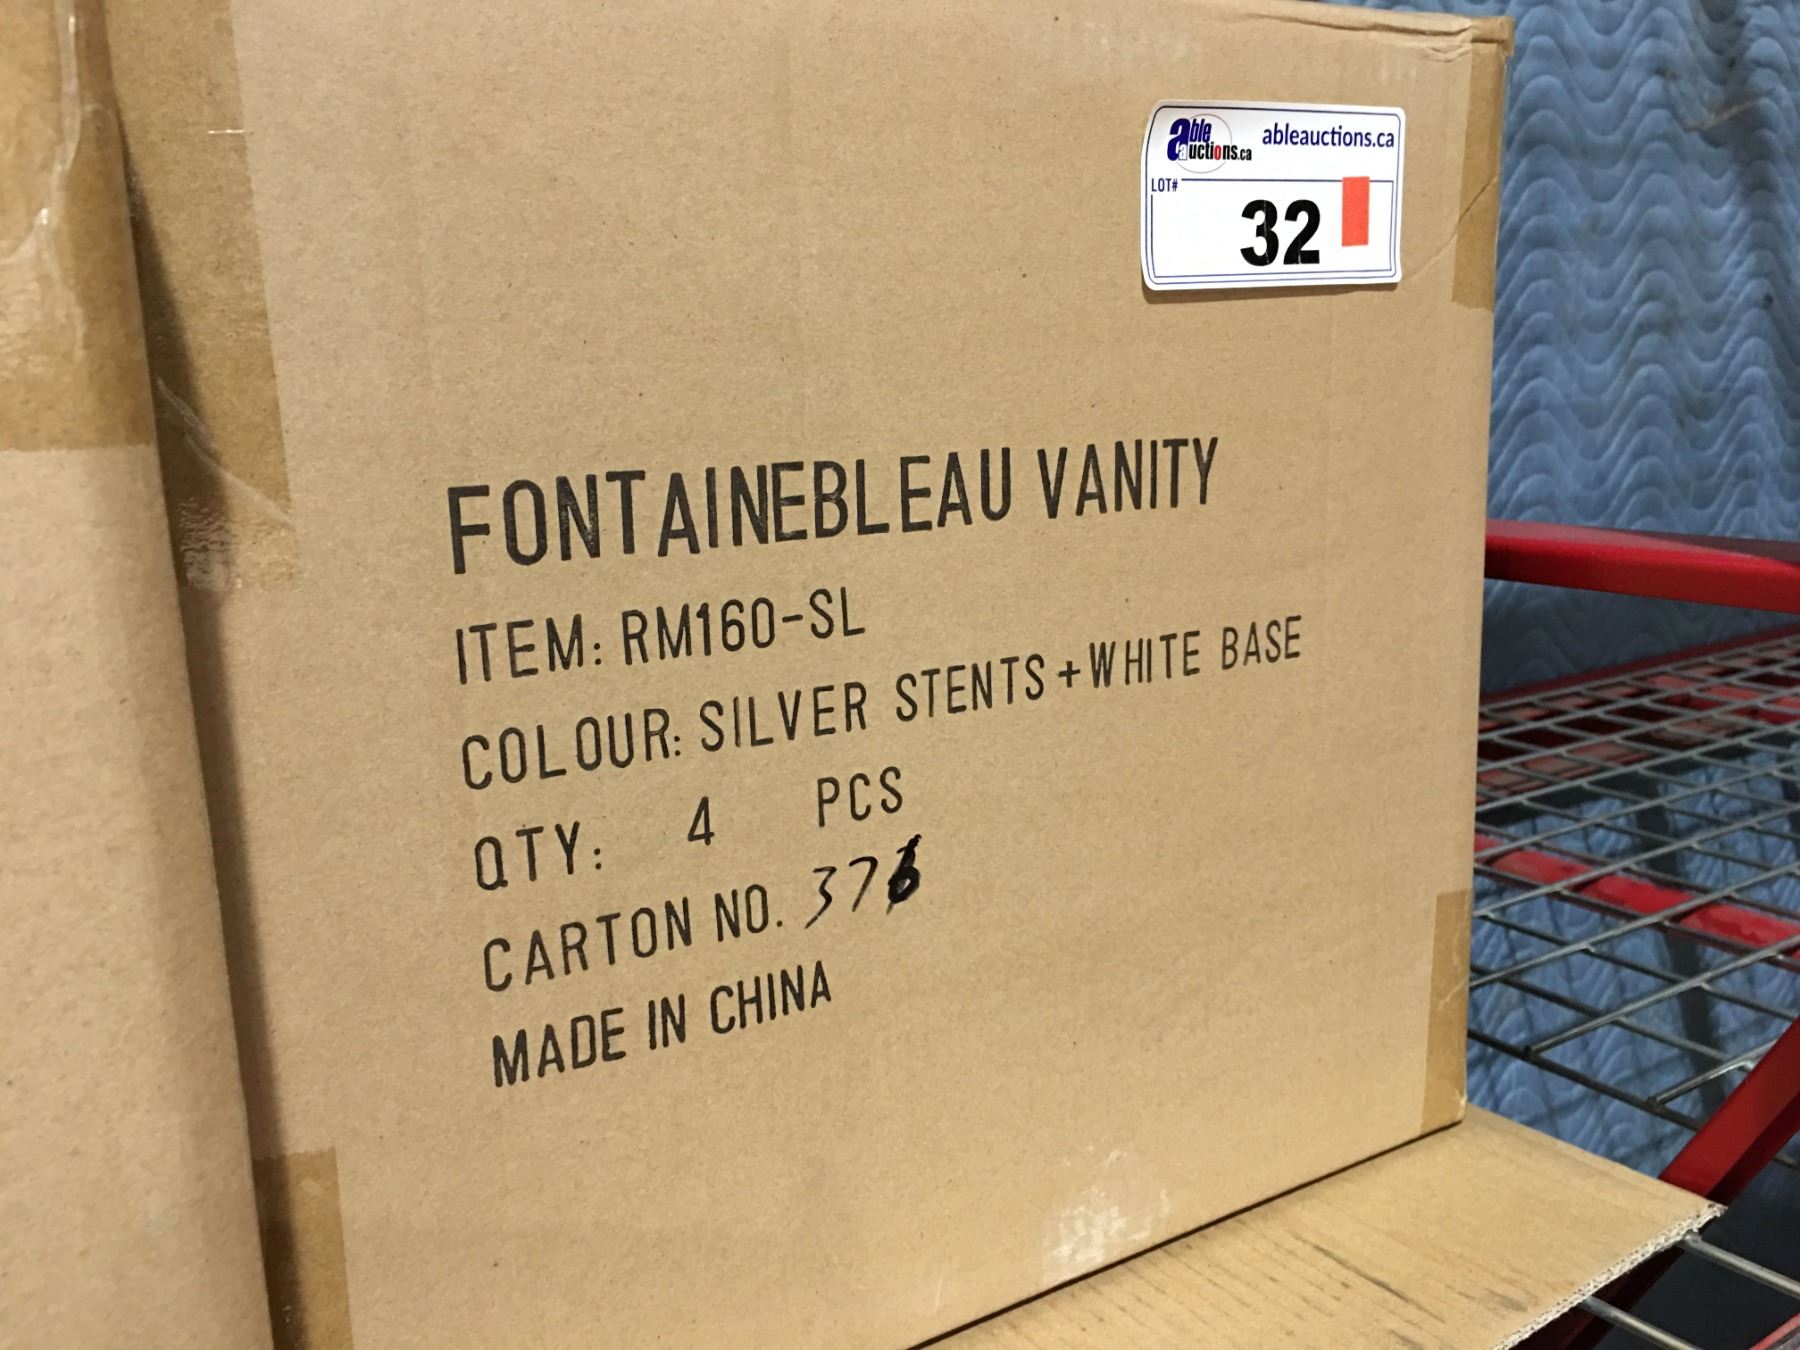 able auctions.ca
ableauctions.ca
LOT#
32
FONTAINEBLEAU VANITY
ITEM: RM160-SL
COLOUR: SILVER STENTS + WHITE BASE
QTY: 4 PCS
CARTON NO. 376
MADE IN CHINA